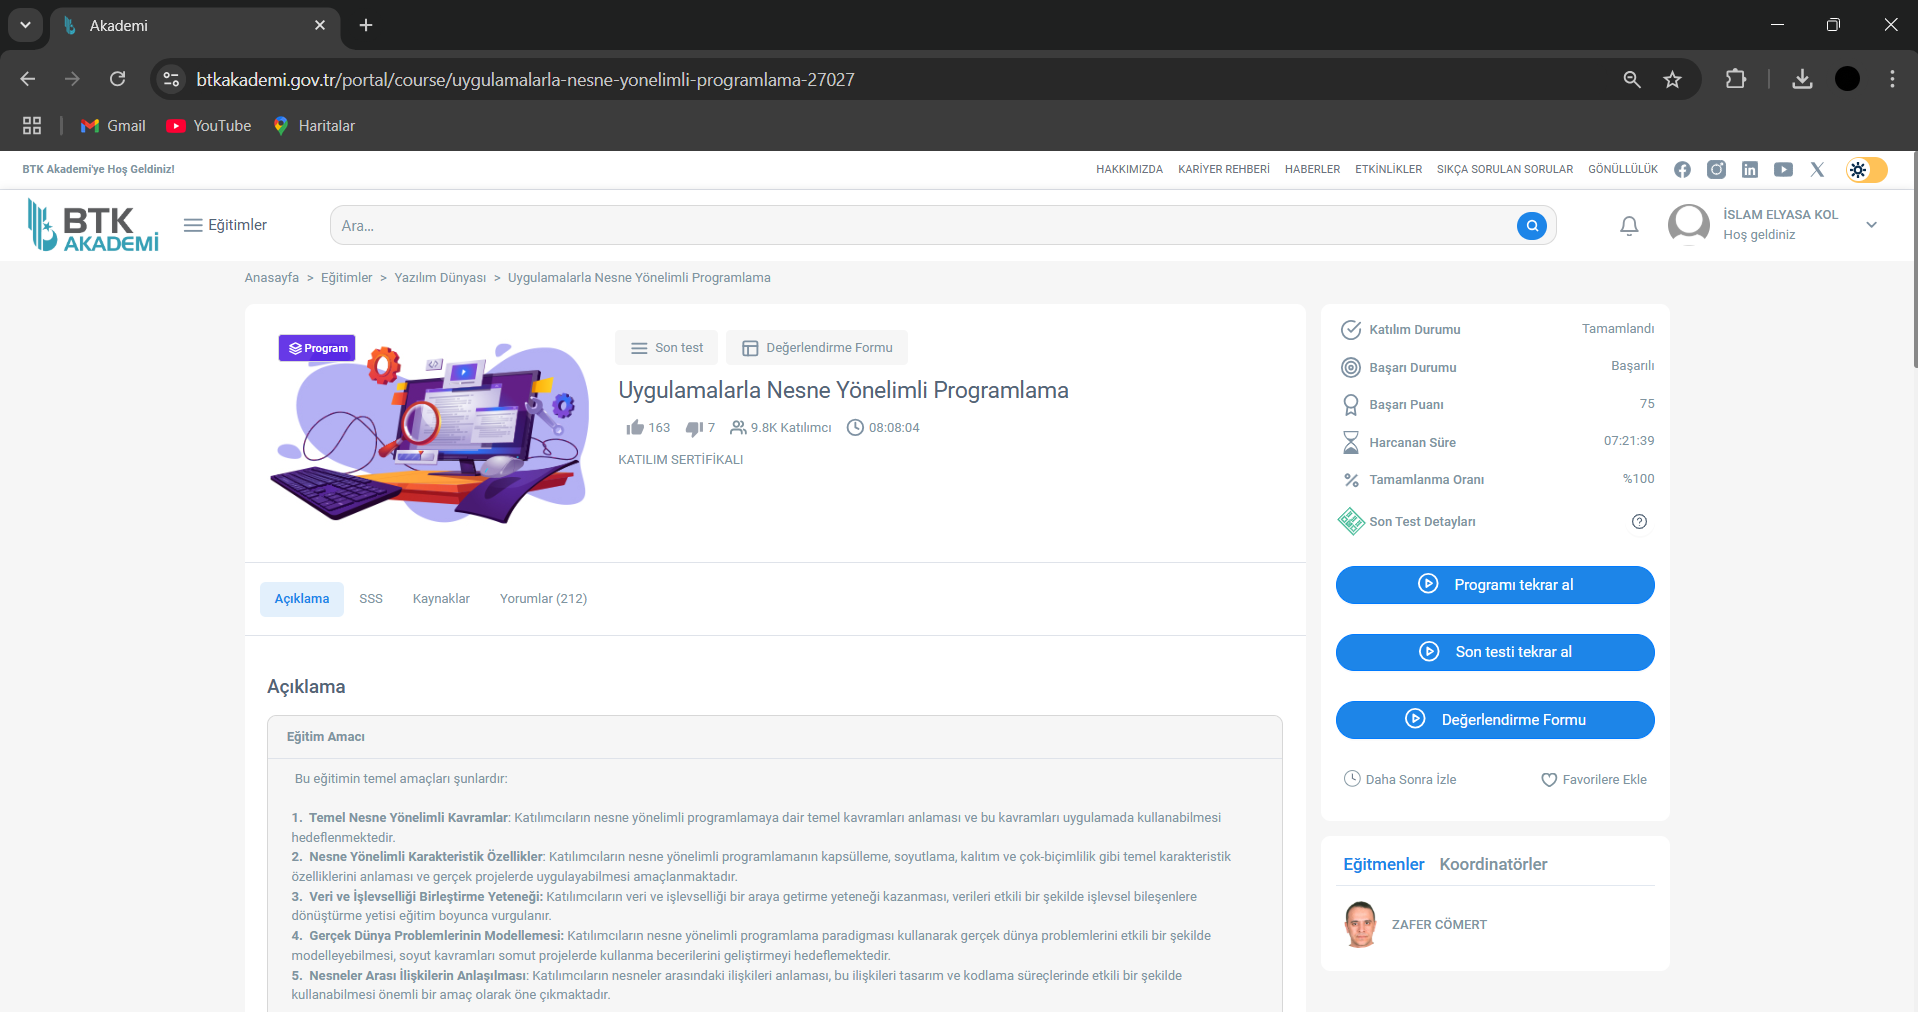 Akademi
btkakademi.gov.tr/portal/course/uygulamalarla-nesne-yonelimli-programlama-27027
Gmail YouTube Haritalar
BTK Akademi'ye Hoş Geldiniz!
HAKKIMIZDA KARİYER REHBERİ HABERLER ETKİNLİKLER SIKÇA SORULAN SORULAR GÖNÜLLÜLÜK
BTK
AKADEMİ
Eğitimler
Ara...
İSLAM ELYASA KOL
Hoş geldiniz
Anasayfa > Eğitimler > Yazılım Dünyası > Uygulamalarla Nesne Yönelimli Programlama
Program
Son test
Değerlendirme Formu
Uygulamalarla Nesne Yönelimli Programlama
163 7 9.8K Katılımcı 08:08:04
KATILIM SERTİFİKALI
Açıklama SSS Kaynaklar Yorumlar (212)
Açıklama
Eğitim Amacı
Bu eğitimin temel amaçları şunlardır:
1. Temel Nesne Yönelimli Kavramlar: Katılımcıların nesne yönelimli programlamaya dair temel kavramları anlaması ve bu kavramları uygulamada kullanabilmesi
hedeflenmektedir.
2. Nesne Yönelimli Karakteristik Özellikler: Katılımcıların nesne yönelimli programlamanın kapsülleme, soyutlama, kalıtım ve çok-biçimlilik gibi temel karakteristik
özelliklerini anlaması ve gerçek projelerde uygulayabilmesi amaçlanmaktadır.
3. Veri ve İşlevselliği Birleştirme Yeteneği: Katılımcıların veri ve işlevselliği bir araya getirme yeteneği kazanması, verileri etkili bir şekilde işlevsel bileşenlere
dönüştürme yetisi eğitim boyunca vurgulanır.
4. Gerçek Dünya Problemlerinin Modellemesi: Katılımcıların nesne yönelimli programlama paradigması kullanarak gerçek dünya problemlerini etkili bir şekilde
modelleyebilmesi, soyut kavramları somut projelerde kullanma becerilerini geliştirmeyi hedeflemektedir.
5. Nesneler Arası İlişkilerin Anlaşılması: Katılımcıların nesneler arasındaki ilişkileri anlaması, bu ilişkileri tasarım ve kodlama süreçlerinde etkili bir şekilde
kullanabilmesi önemli bir amaç olarak öne çıkmaktadır.
Katılım Durumu Tamamlandı
Başarı Durumu Başarılı
Başarı Puanı 75
Harcanan Süre 07:21:39
Tamamlanma Oranı %100
Son Test Detayları
Programı tekrar al
Son testi tekrar al
Değerlendirme Formu
Daha Sonra İzle Favorilere Ekle
Eğitmenler Koordinatörler
ZAFER CÖMERT